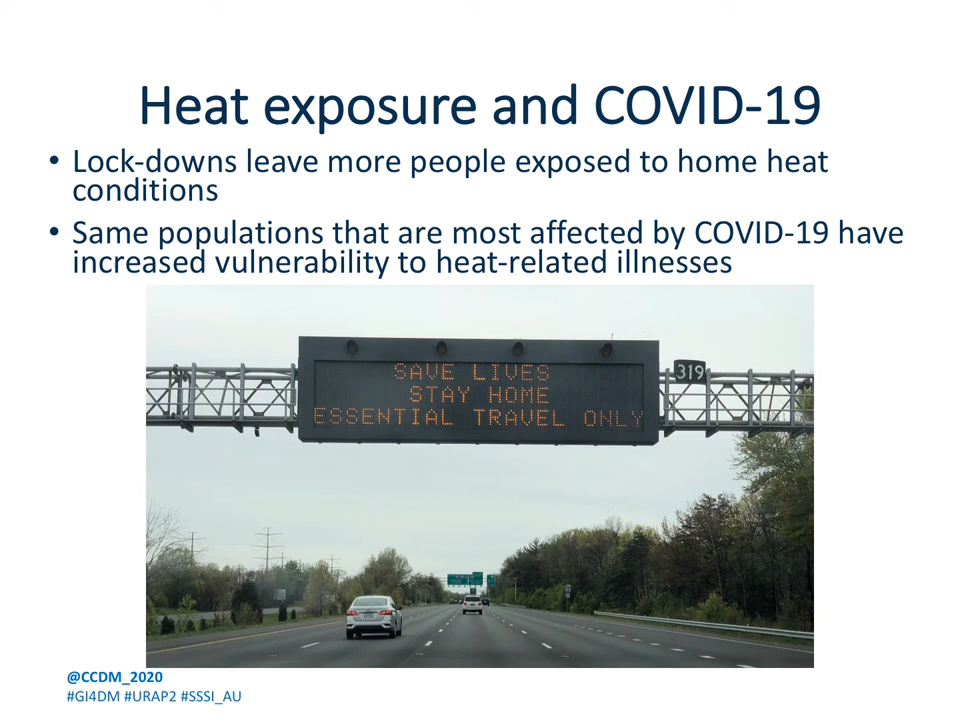 Heat exposure and COVID-19
• Lock-downs leave more people exposed to home heat
conditions
• Same populations that are most affected by COVID-19 have
increased vulnerability to heat-related illnesses
SAVE LIVES
STAY HOME
ESSENTIAL TRAVEL ONLY
319
@CCDM_2020
#GI4DM #URAP2 #SSSI_AU